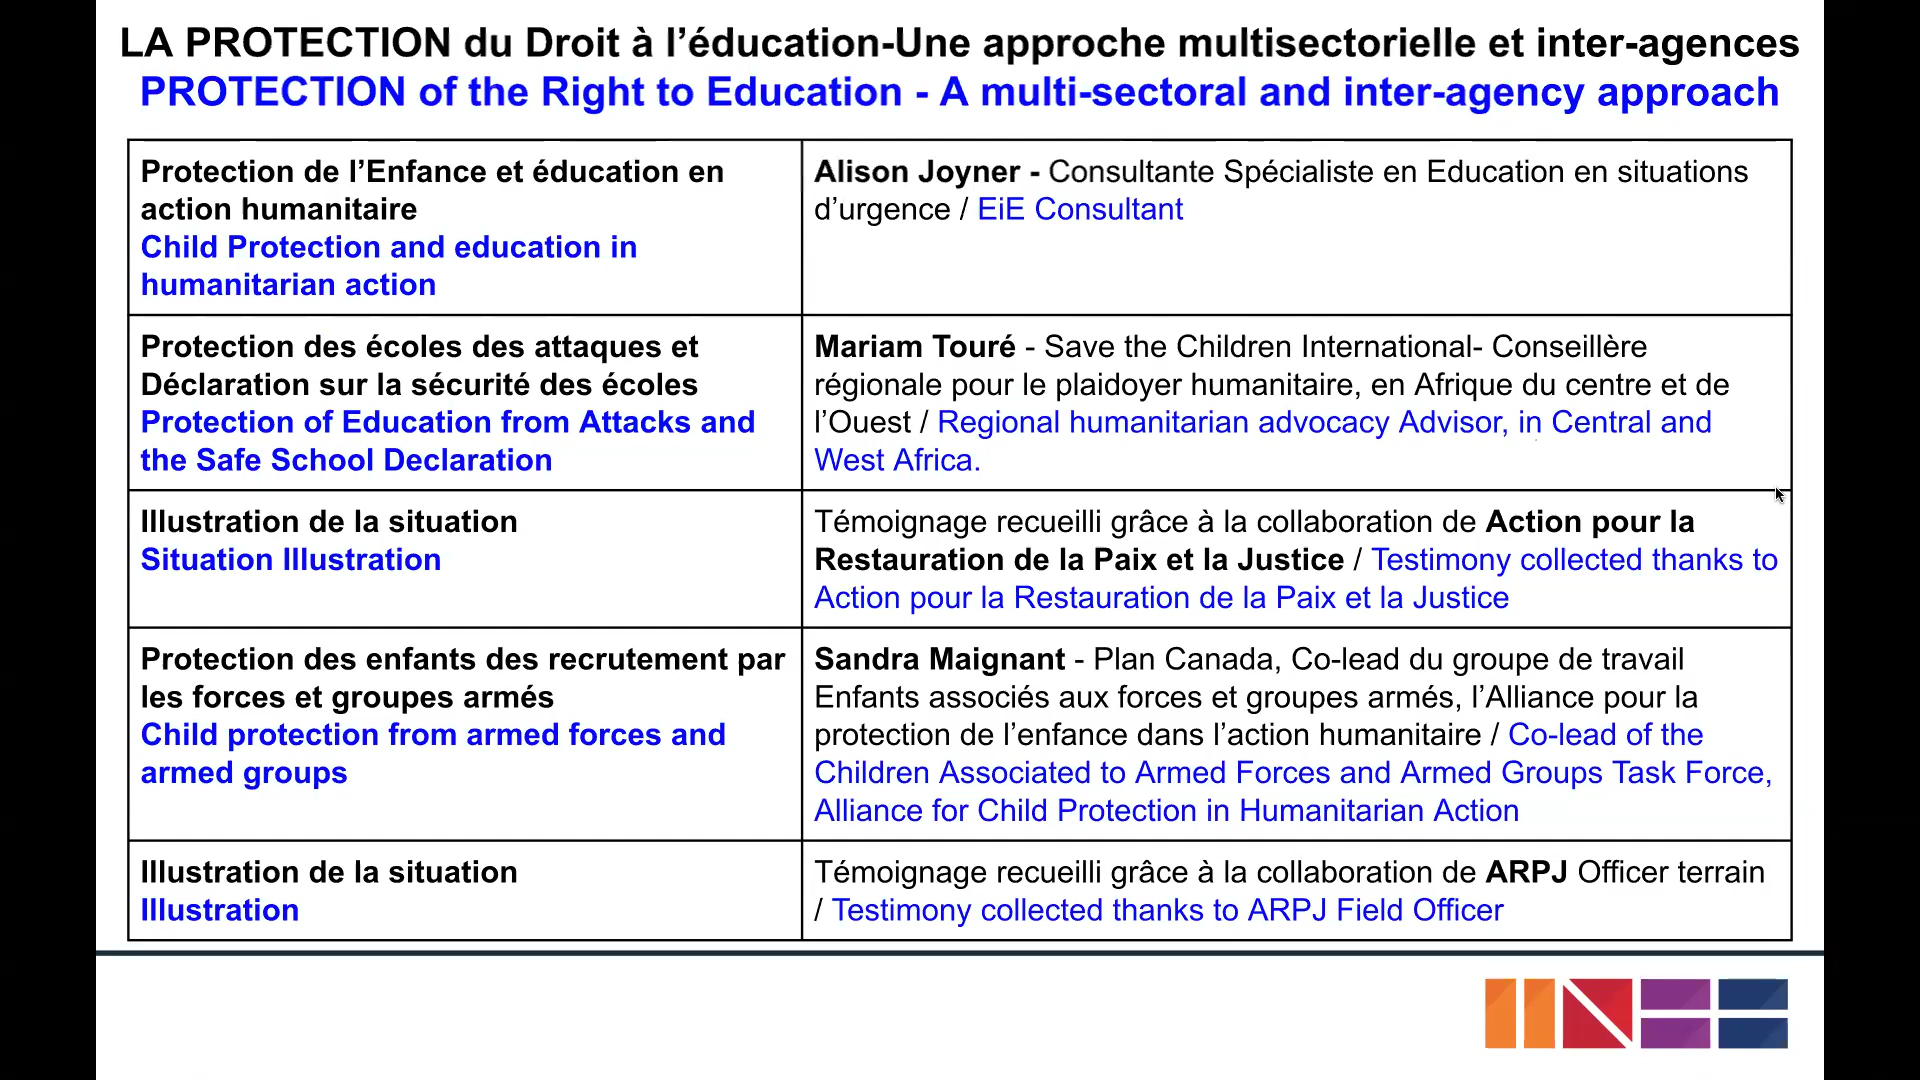 LA PROTECTION du Droit à l’éducation-Une approche multisectorielle et inter-agences
PROTECTION of the Right to Education - A multi-sectoral and inter-agency approach
Protection de l’Enfance et éducation en
action humanitaire
Child Protection and education in
humanitarian action
Alison Joyner - Consultante Spécialiste en Education en situations
d’urgence / EiE Consultant
Protection des écoles des attaques et
Déclaration sur la sécurité des écoles
Protection of Education from Attacks and
the Safe School Declaration
Mariam Touré - Save the Children International- Conseillère
régionale pour le plaidoyer humanitaire, en Afrique du centre et de
l’Ouest / Regional humanitarian advocacy Advisor, in Central and
West Africa.
Illustration de la situation
Situation Illustration
Témoignage recueilli grâce à la collaboration de Action pour la
Restauration de la Paix et la Justice / Testimony collected thanks to
Action pour la Restauration de la Paix et la Justice
Protection des enfants des recrutement par
les forces et groupes armés
Child protection from armed forces and
armed groups
Sandra Maignant - Plan Canada, Co-lead du groupe de travail
Enfants associés aux forces et groupes armés, l’Alliance pour la
protection de l’enfance dans l’action humanitaire / Co-lead of the
Children Associated to Armed Forces and Armed Groups Task Force,
Alliance for Child Protection in Humanitarian Action
Illustration de la situation
Illustration
Témoignage recueilli grâce à la collaboration de ARPJ Officer terrain
/ Testimony collected thanks to ARPJ Field Officer
INEE